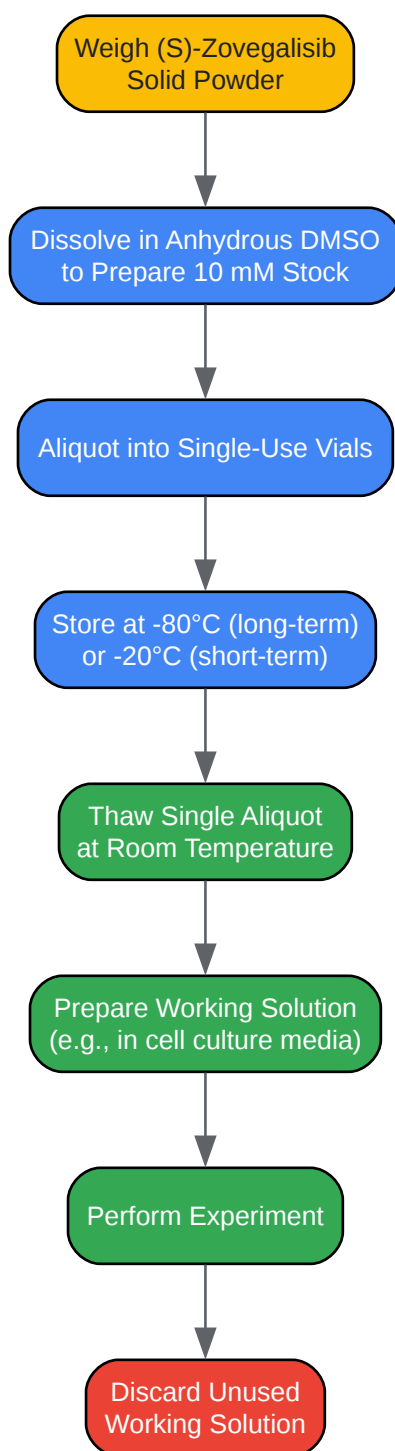 Weigh (S)-Zovegalisib
Solid Powder
Dissolve in Anhydrous DMSO
to Prepare 10 mM Stock
Aliquot into Single-Use Vials
Store at -80°C (long-term)
or -20°C (short-term)
Thaw Single Aliquot
at Room Temperature
Prepare Working Solution
(e.g., in cell culture media)
Perform Experiment
Discard Unused
Working Solution